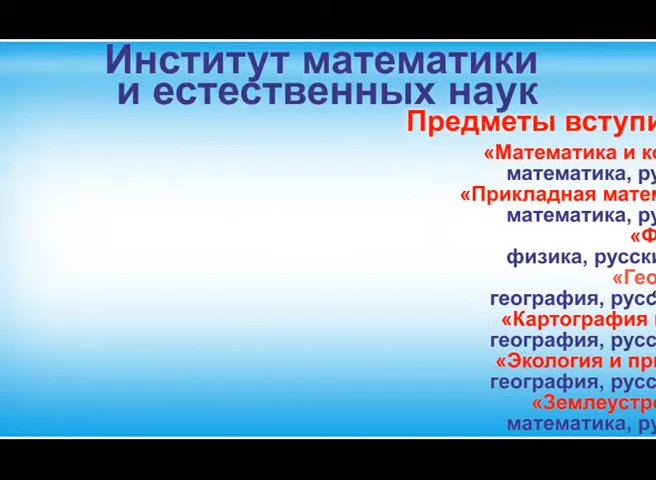 Институт математики
и естественных наук
Предметы вступи
«Математика и ко
математика, ру
«Прикладная матем
математика, ру
«Ф
физика, русски
«Гео
география, русс
«Картография
география, русс
«Экология и при
география, русс
«Землеустро
математика, ру